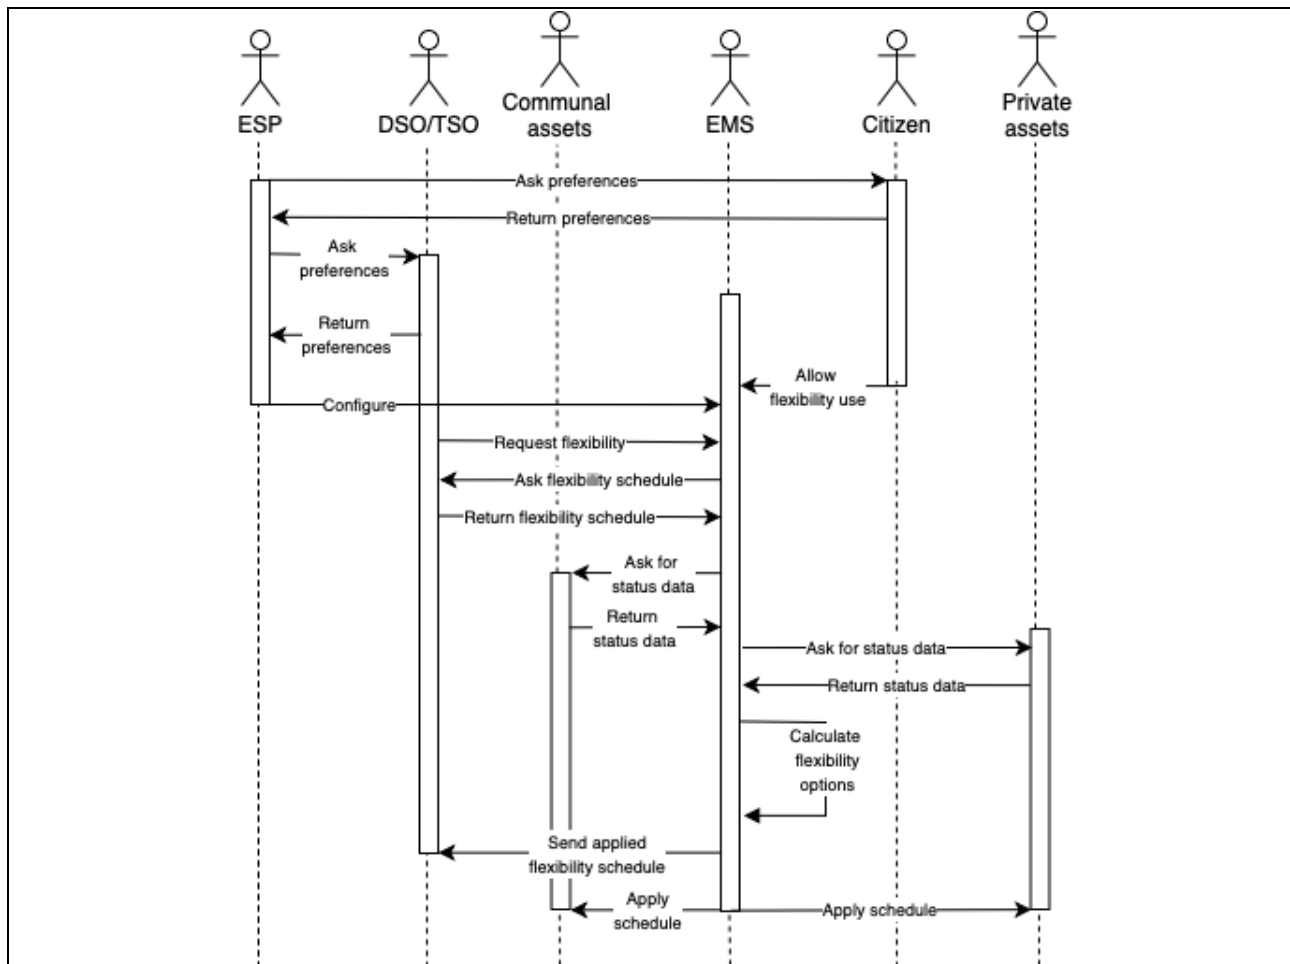 ESP
DSO/TSO
Communal
assets
EMS
Citizen
Private
assets
Ask preferences
Return preferences
Ask
preferences
Return
preferences
Allow
flexibility use
Configure
Request flexibility
Ask flexibility schedule
Return flexibility schedule
Ask for
status data
Return
status data
Ask for status data
Return status data
Calculate
flexibility
options
Send applied
flexibility schedule
Apply
schedule
Apply schedule